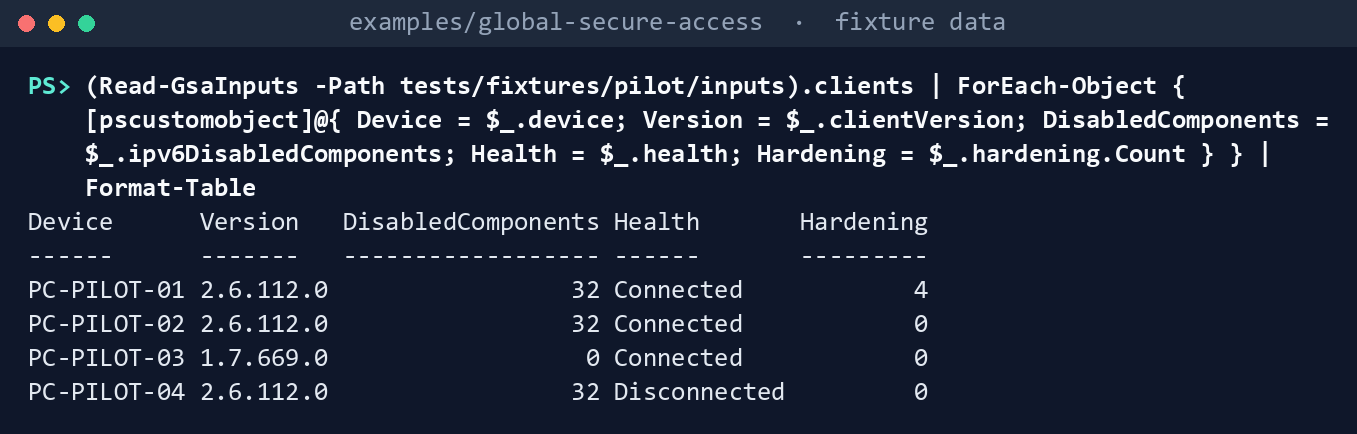 examples/global-secure-access · fixture data
PS> (Read-GsaInputs -Path tests/fixtures/pilot/inputs).clients | ForEach-Object {
[pscustomobject]@{ Device = $_.device; Version = $_.clientVersion; DisabledComponents =
$_.ipv6DisabledComponents; Health = $_.health; Hardening = $_.hardening.Count } } |
Format-Table
Device      Version   DisabledComponents Health       Hardening
------      -------   ------------------ ------       ---------
PC-PILOT-01 2.6.112.0                 32 Connected            4
PC-PILOT-02 2.6.112.0                 32 Connected            0
PC-PILOT-03 1.7.669.0                  0 Connected            0
PC-PILOT-04 2.6.112.0                 32 Disconnected         0